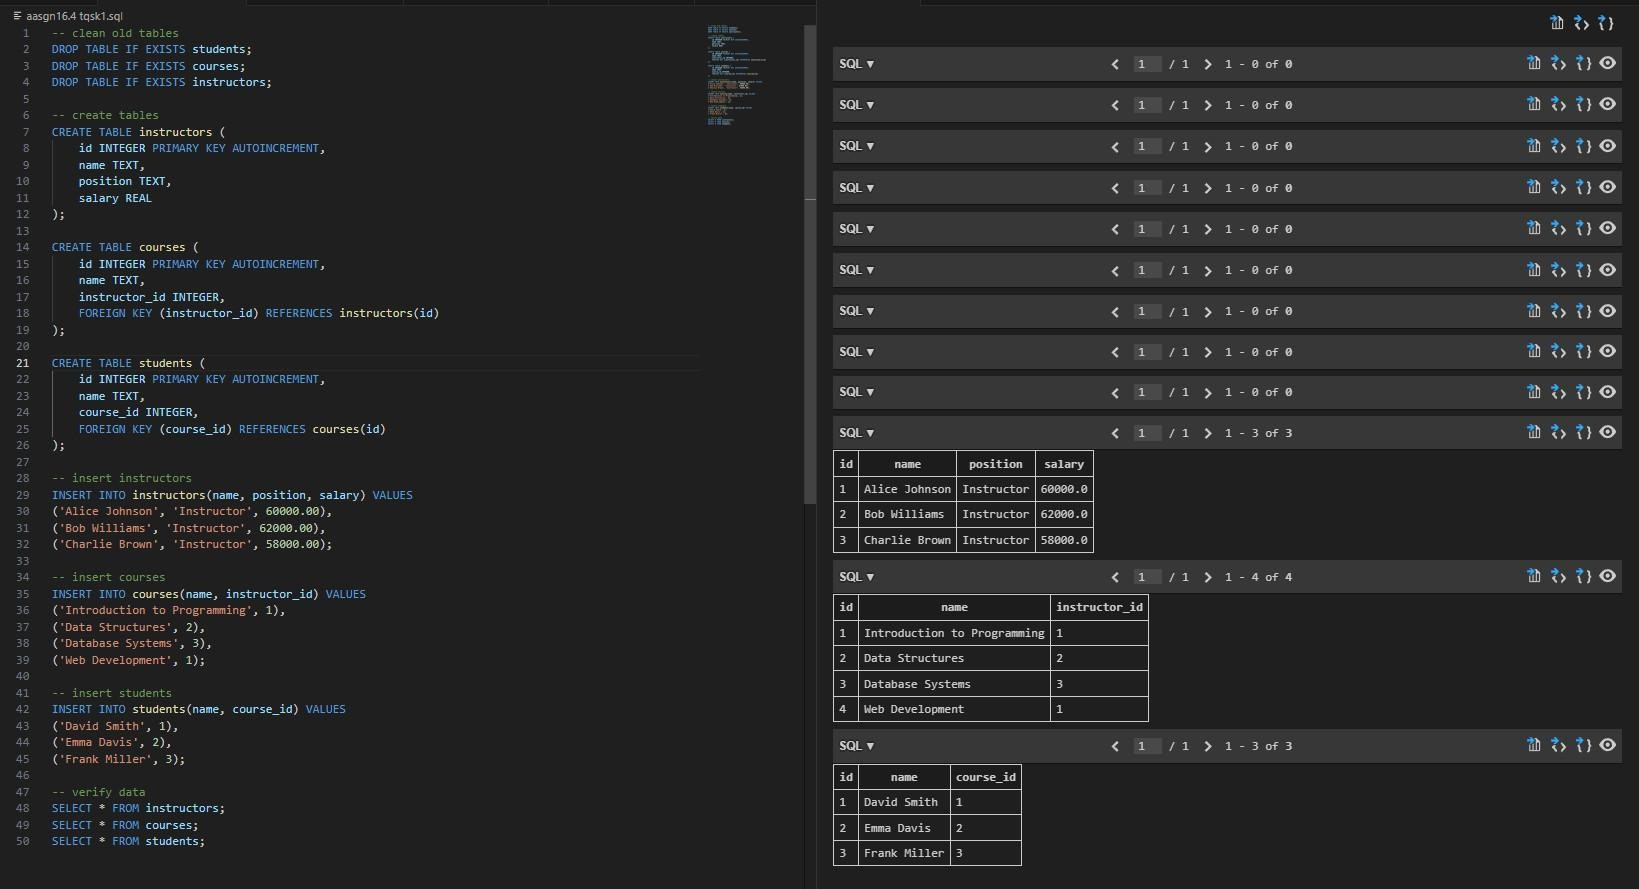 aasgn16.4 tqsk1.sql
1 -- clean old tables
2 DROP TABLE IF EXISTS students;
3 DROP TABLE IF EXISTS courses;
4 DROP TABLE IF EXISTS instructors;
5
6 -- create tables
7 CREATE TABLE instructors (
8 id INTEGER PRIMARY KEY AUTOINCREMENT,
9 name TEXT,
10 position TEXT,
11 salary REAL
12 );
13
14 CREATE TABLE courses (
15 id INTEGER PRIMARY KEY AUTOINCREMENT,
16 name TEXT,
17 instructor_id INTEGER,
18 FOREIGN KEY (instructor_id) REFERENCES instructors(id)
19 );
20
21 CREATE TABLE students (
22 id INTEGER PRIMARY KEY AUTOINCREMENT,
23 name TEXT,
24 course_id INTEGER,
25 FOREIGN KEY (course_id) REFERENCES courses(id)
26 );
27
28 -- insert instructors
29 INSERT INTO instructors(name, position, salary) VALUES
30 ('Alice Johnson', 'Instructor', 60000.00),
31 ('Bob Williams', 'Instructor', 62000.00),
32 ('Charlie Brown', 'Instructor', 58000.00);
33
34 -- insert courses
35 INSERT INTO courses(name, instructor_id) VALUES
36 ('Introduction to Programming', 1),
37 ('Data Structures', 2),
38 ('Database Systems', 3),
39 ('Web Development', 1);
40
41 -- insert students
42 INSERT INTO students(name, course_id) VALUES
43 ('David Smith', 1),
44 ('Emma Davis', 2),
45 ('Frank Miller', 3);
46
47 -- verify data
48 SELECT * FROM instructors;
49 SELECT * FROM courses;
50 SELECT * FROM students;
SQL ▼ < 1 / 1 > 1 - 0 of 0
SQL ▼ < 1 / 1 > 1 - 0 of 0
SQL ▼ < 1 / 1 > 1 - 0 of 0
SQL ▼ < 1 / 1 > 1 - 0 of 0
SQL ▼ < 1 / 1 > 1 - 0 of 0
SQL ▼ < 1 / 1 > 1 - 0 of 0
SQL ▼ < 1 / 1 > 1 - 0 of 0
SQL ▼ < 1 / 1 > 1 - 0 of 0
SQL ▼ < 1 / 1 > 1 - 0 of 0
SQL ▼ < 1 / 1 > 1 - 3 of 3
id name position salary
1 Alice Johnson Instructor 60000.0
2 Bob Williams Instructor 62000.0
3 Charlie Brown Instructor 58000.0
SQL ▼ < 1 / 1 > 1 - 4 of 4
id name instructor_id
1 Introduction to Programming 1
2 Data Structures 2
3 Database Systems 3
4 Web Development 1
SQL ▼ < 1 / 1 > 1 - 3 of 3
id name course_id
1 David Smith 1
2 Emma Davis 2
3 Frank Miller 3